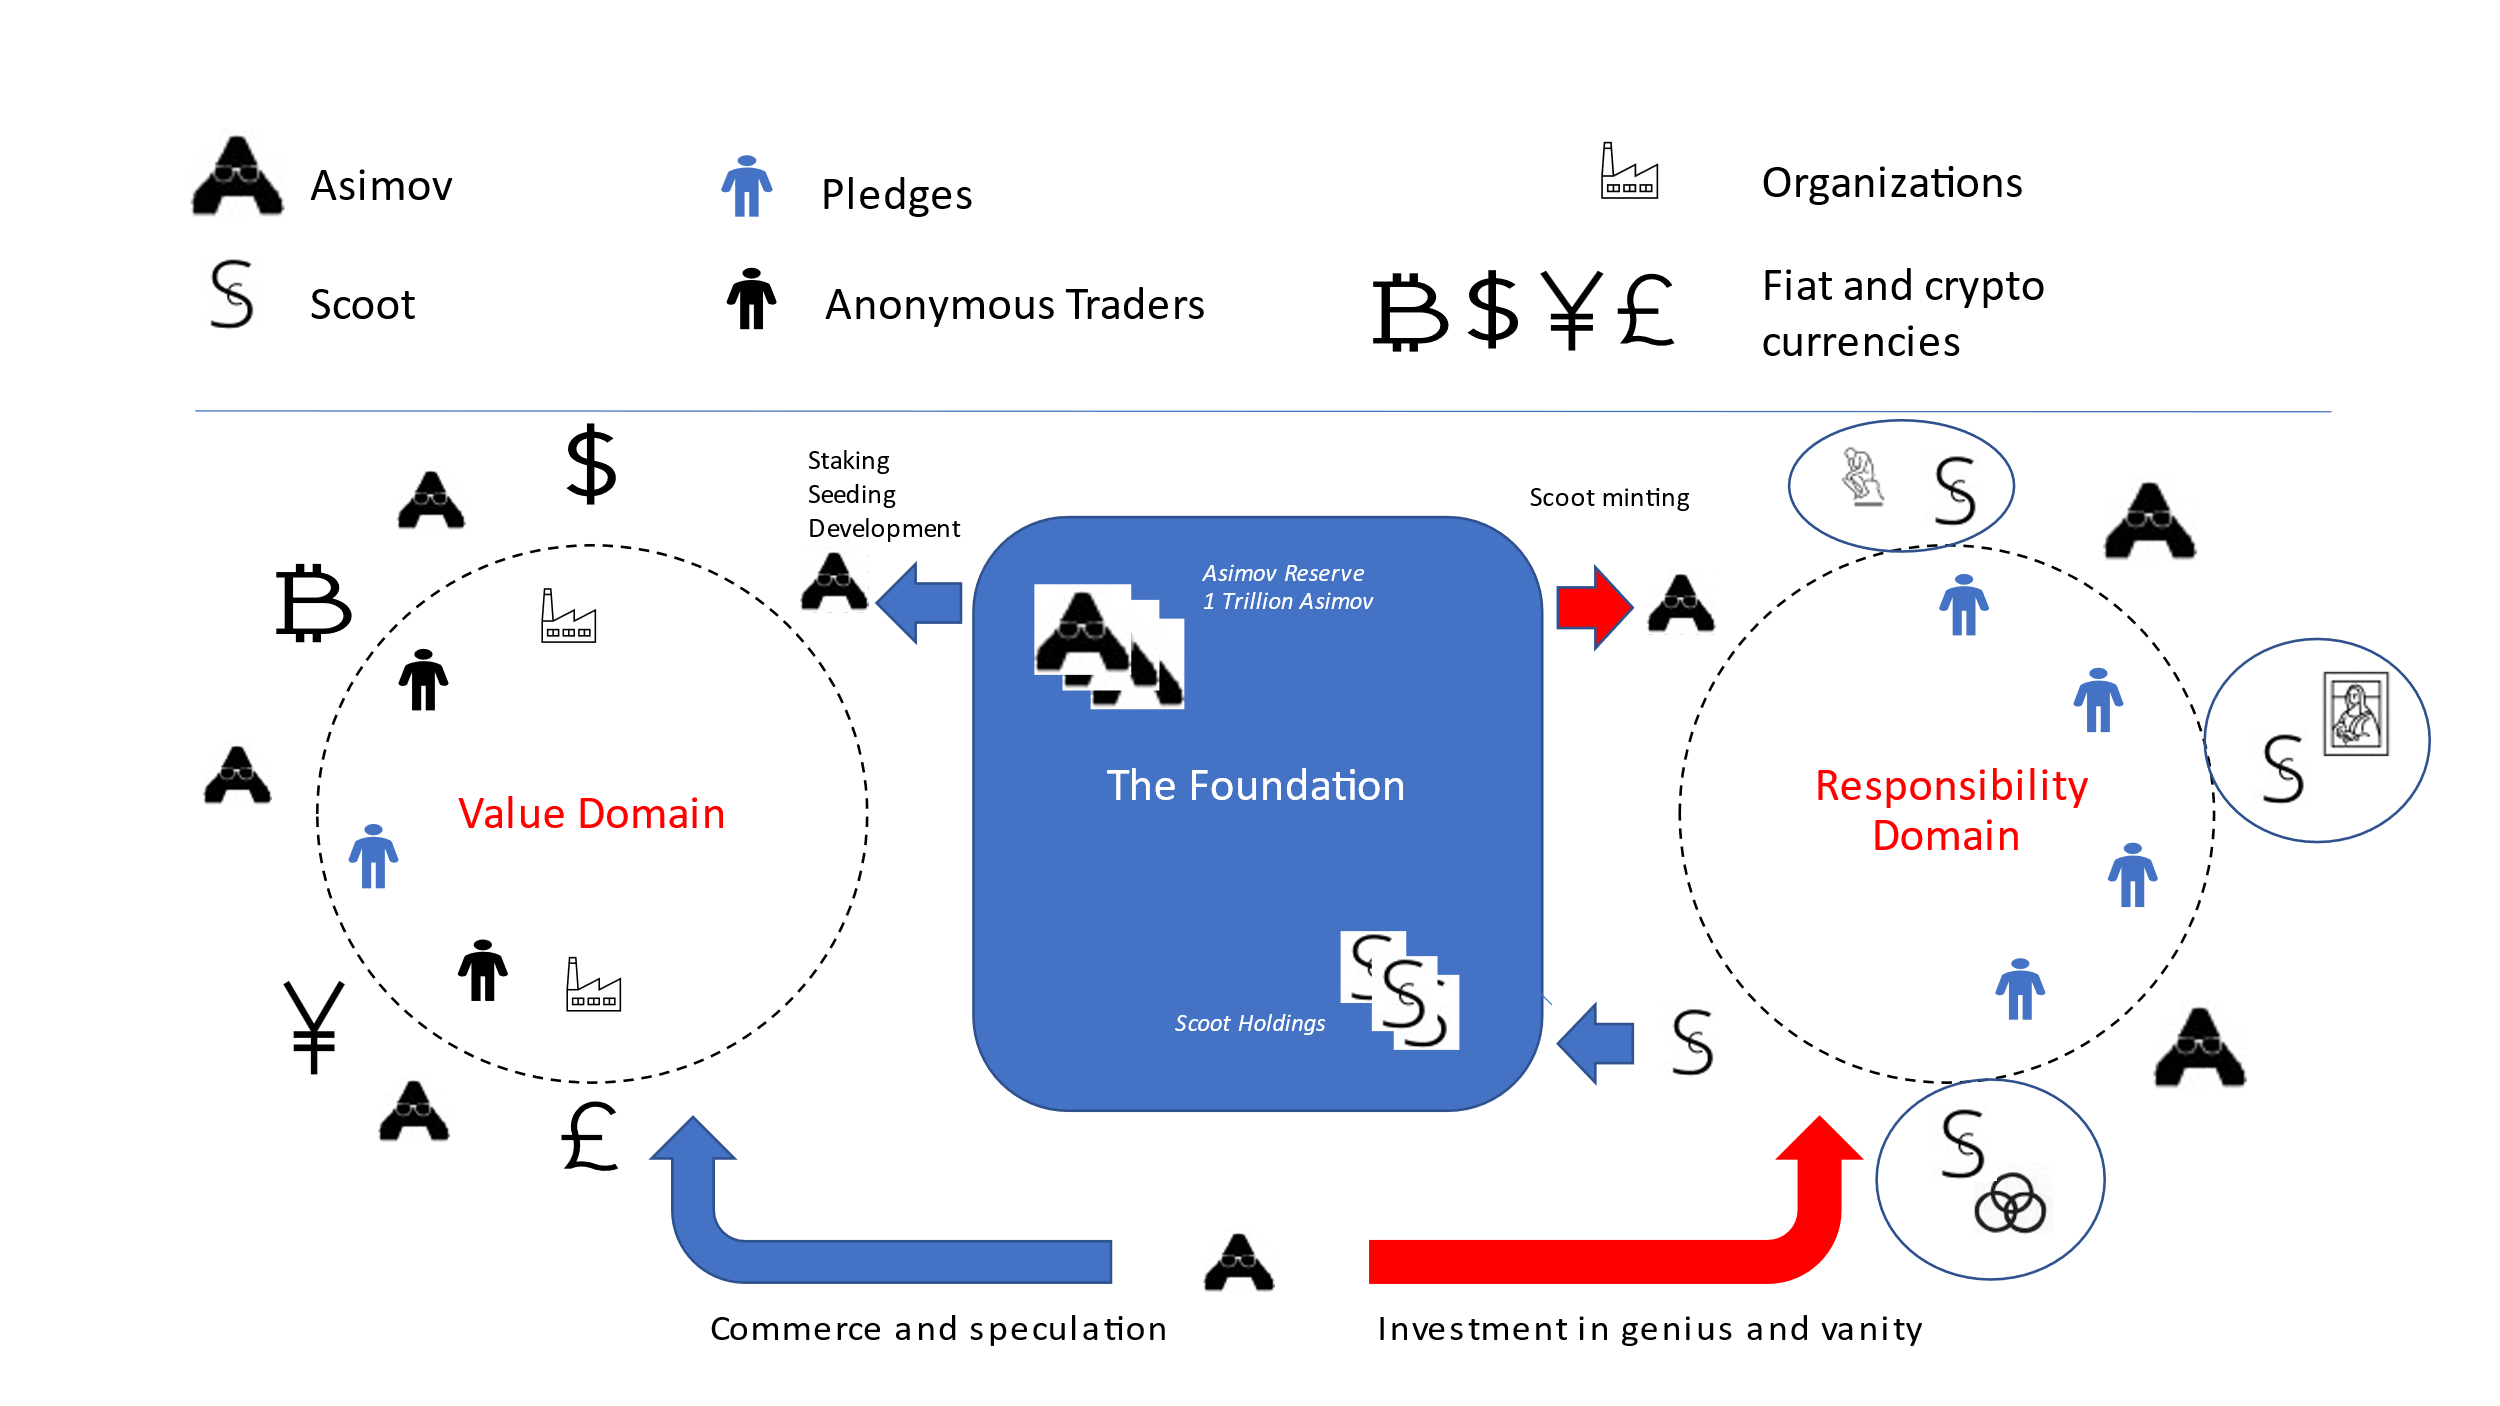 Asimov
Pledges
Organizations
Scoot
Anonymous Traders
₿ $ ¥ £
Fiat and crypto
currencies
$
Staking
Seeding
Development
Scoot minting
Asimov Reserve
1 Trillion Asimov
₿
Value Domain
The Foundation
Responsibility
Domain
Scoot Holdings
¥
£
Commerce and speculation
Investment in genius and vanity